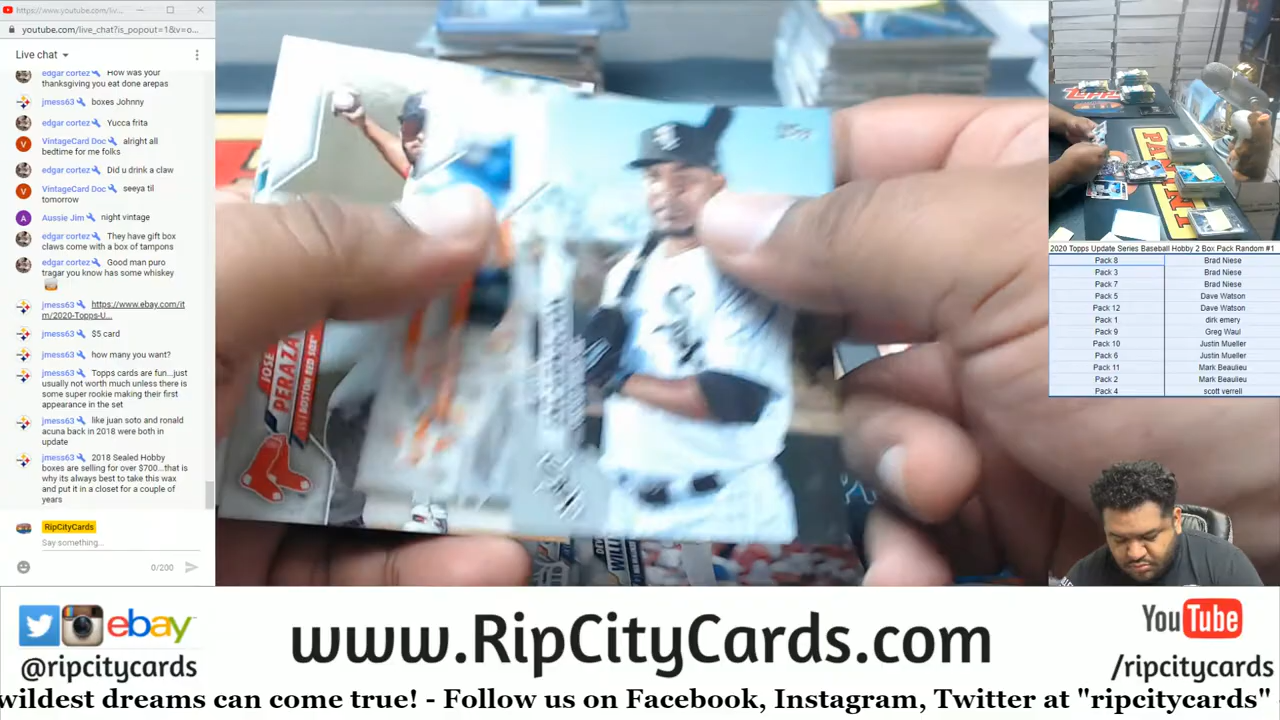 https://www.youtube.com/liv...
youtube.com/live_chat?is_popout=1&v=o...
Live chat
edgar cortez How was your
thanksgiving you eat done arepas
jmess63 boxes Johnny
edgar cortez Yucca frita
VintageCard Doc alright all
bedtime for me folks
edgar cortez Did u drink a claw
VintageCard Doc seeya til
tomorrow
Aussie Jim night vintage
edgar cortez They have gift box
claws come with a box of tampons
edgar cortez Good man puro
tragar you know has some whiskey
jmess63 https://www.ebay.com/it
m/2020-Topps-U...
jmess63 $5 card
jmess63 how many you want?
jmess63 Topps cards are fun...just
usually not worth much unless there is
some super rookie making their first
appearance in the set
jmess63 like juan soto and ronald
acuna back in 2018 were both in
update
jmess63 2018 Sealed Hobby
boxes are selling for over $700...that is
why its always best to take this wax
and put it in a closet for a couple of
years
RipCityCards
Say something...
0/200
JOSE
PERAZA
BOSTON RED SOX
TOPPS
PANINI
2020 Topps Update Series Baseball Hobby 2 Box Pack Random #1
Pack 8 Brad Niese
Pack 3 Brad Niese
Pack 7 Brad Niese
Pack 5 Dave Watson
Pack 12 Dave Watson
Pack 1 dirk emery
Pack 9 Greg Waul
Pack 10 Justin Mueller
Pack 6 Justin Mueller
Pack 11 Mark Beaulieu
Pack 2 Mark Beaulieu
Pack 4 scott verrell
ebay
@ripcitycards
www.RipCityCards.com
YouTube
/ripcitycards
wildest dreams can come true! - Follow us on Facebook, Instagram, Twitter at "ripcitycards"